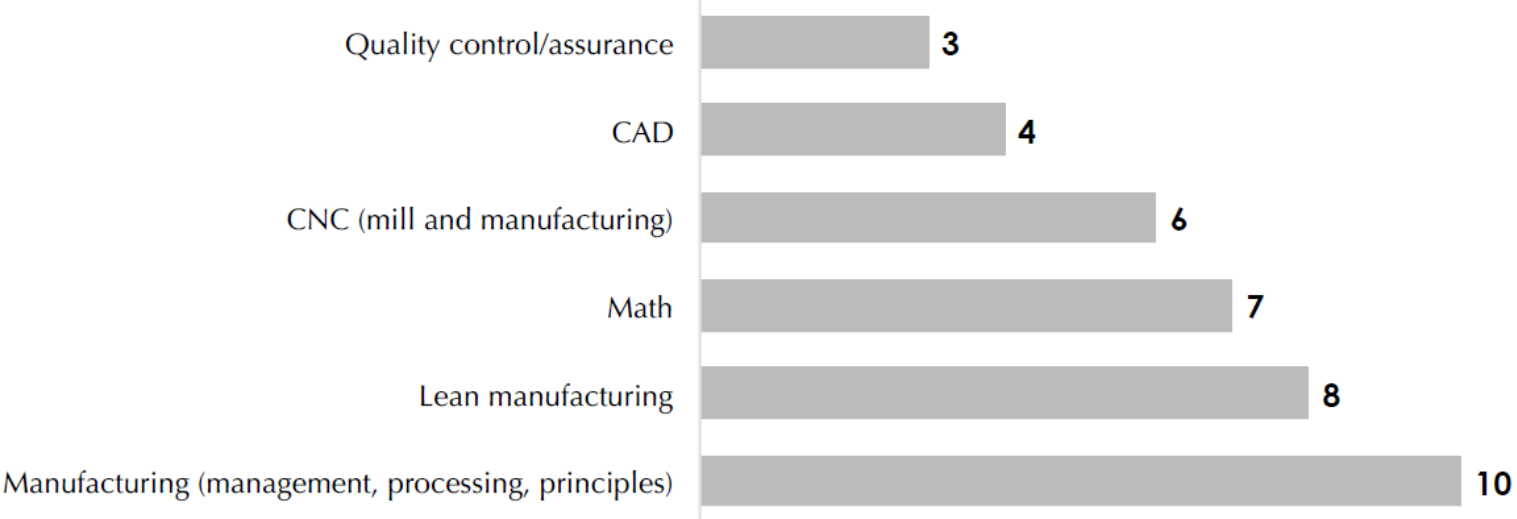 Quality control/assurance 3
CAD 4
CNC (mill and manufacturing) 6
Math 7
Lean manufacturing 8
Manufacturing (management, processing, principles) 10